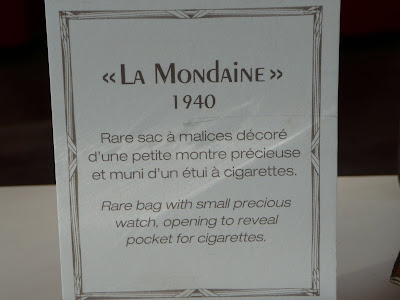 «LA MONDAINE»
1940
Rare sac à malices décoré
d'une petite montre précieuse
et muni d'un étui à cigarettes.
Rare bag with small precious
watch, opening to reveal
pocket for cigarettes.